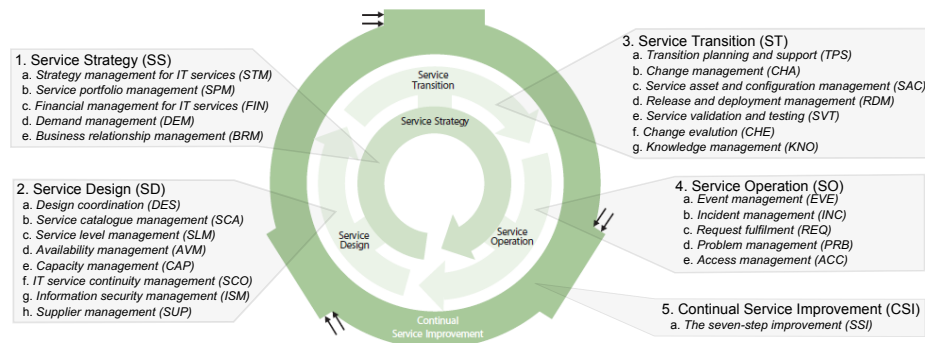 1. Service Strategy (SS)
a. Strategy management for IT services (STM)
b. Service portfolio management (SPM)
c. Financial management for IT services (FIN)
d. Demand management (DEM)
e. Business relationship management (BRM)
2. Service Design (SD)
a. Design coordination (DES)
b. Service catalogue management (SCA)
c. Service level management (SLM)
d. Availability management (AVM)
e. Capacity management (CAP)
f. IT service continuity management (SCO)
g. Information security management (ISM)
h. Supplier management (SUP)
Service
Transition
Service Strategy
Service
Design
Service
Operation
Continual
Service Improvement
3. Service Transition (ST)
a. Transition planning and support (TPS)
b. Change management (CHA)
c. Service asset and configuration management (SAC)
d. Release and deployment management (RDM)
e. Service validation and testing (SVT)
f. Change evalution (CHE)
g. Knowledge management (KNO)
4. Service Operation (SO)
a. Event management (EVE)
b. Incident management (INC)
c. Request fulfilment (REQ)
d. Problem management (PRB)
e. Access management (ACC)
5. Continual Service Improvement (CSI)
a. The seven-step improvement (SSI)